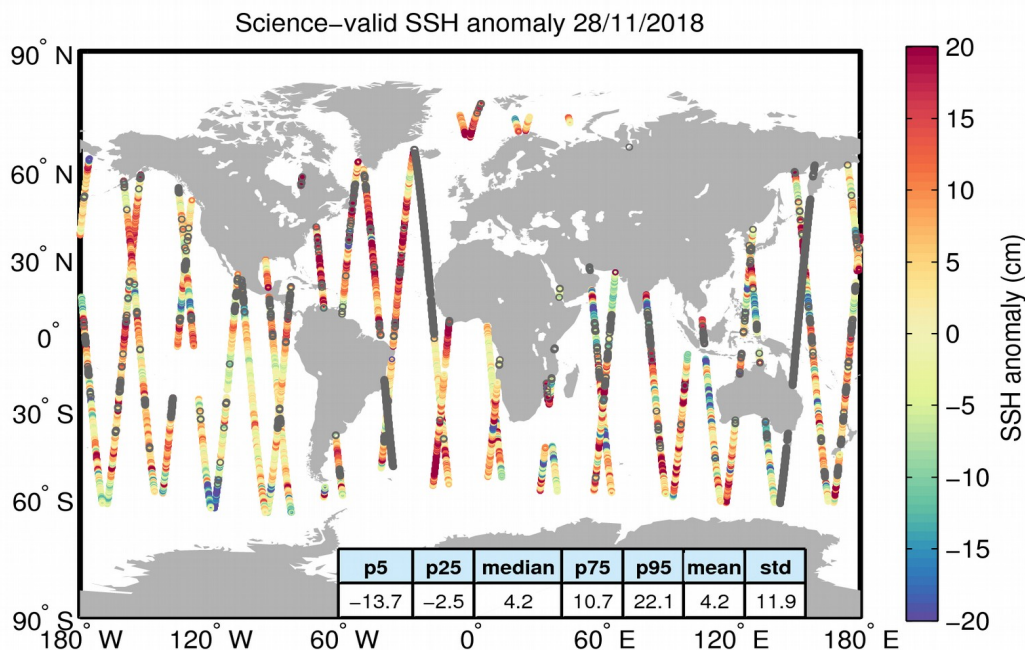 Science−valid SSH anomaly 28/11/2018
90° N
60° N
30° N
0°
30° S
60° S
90° S
180° W
120° W
60° W
0°
60° E
120° E
180° E
p5 p25 median p75 p95 mean std
−13.7 −2.5 4.2 10.7 22.1 4.2 11.9
20
15
10
5
0
−5
−10
−15
−20
SSH anomaly (cm)